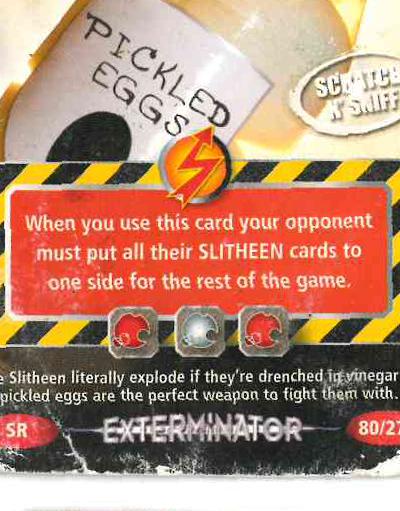 PICKLED
EGGS
SCRATCH
N' SNIFF
When you use this card your opponent
must put all their SLITHEEN cards to
one side for the rest of the game.
e Slitheen literally explode if they're drenched in vinegar
pickled eggs are the perfect weapon to fight them with.
SR
EXTERMINATOR
80/27